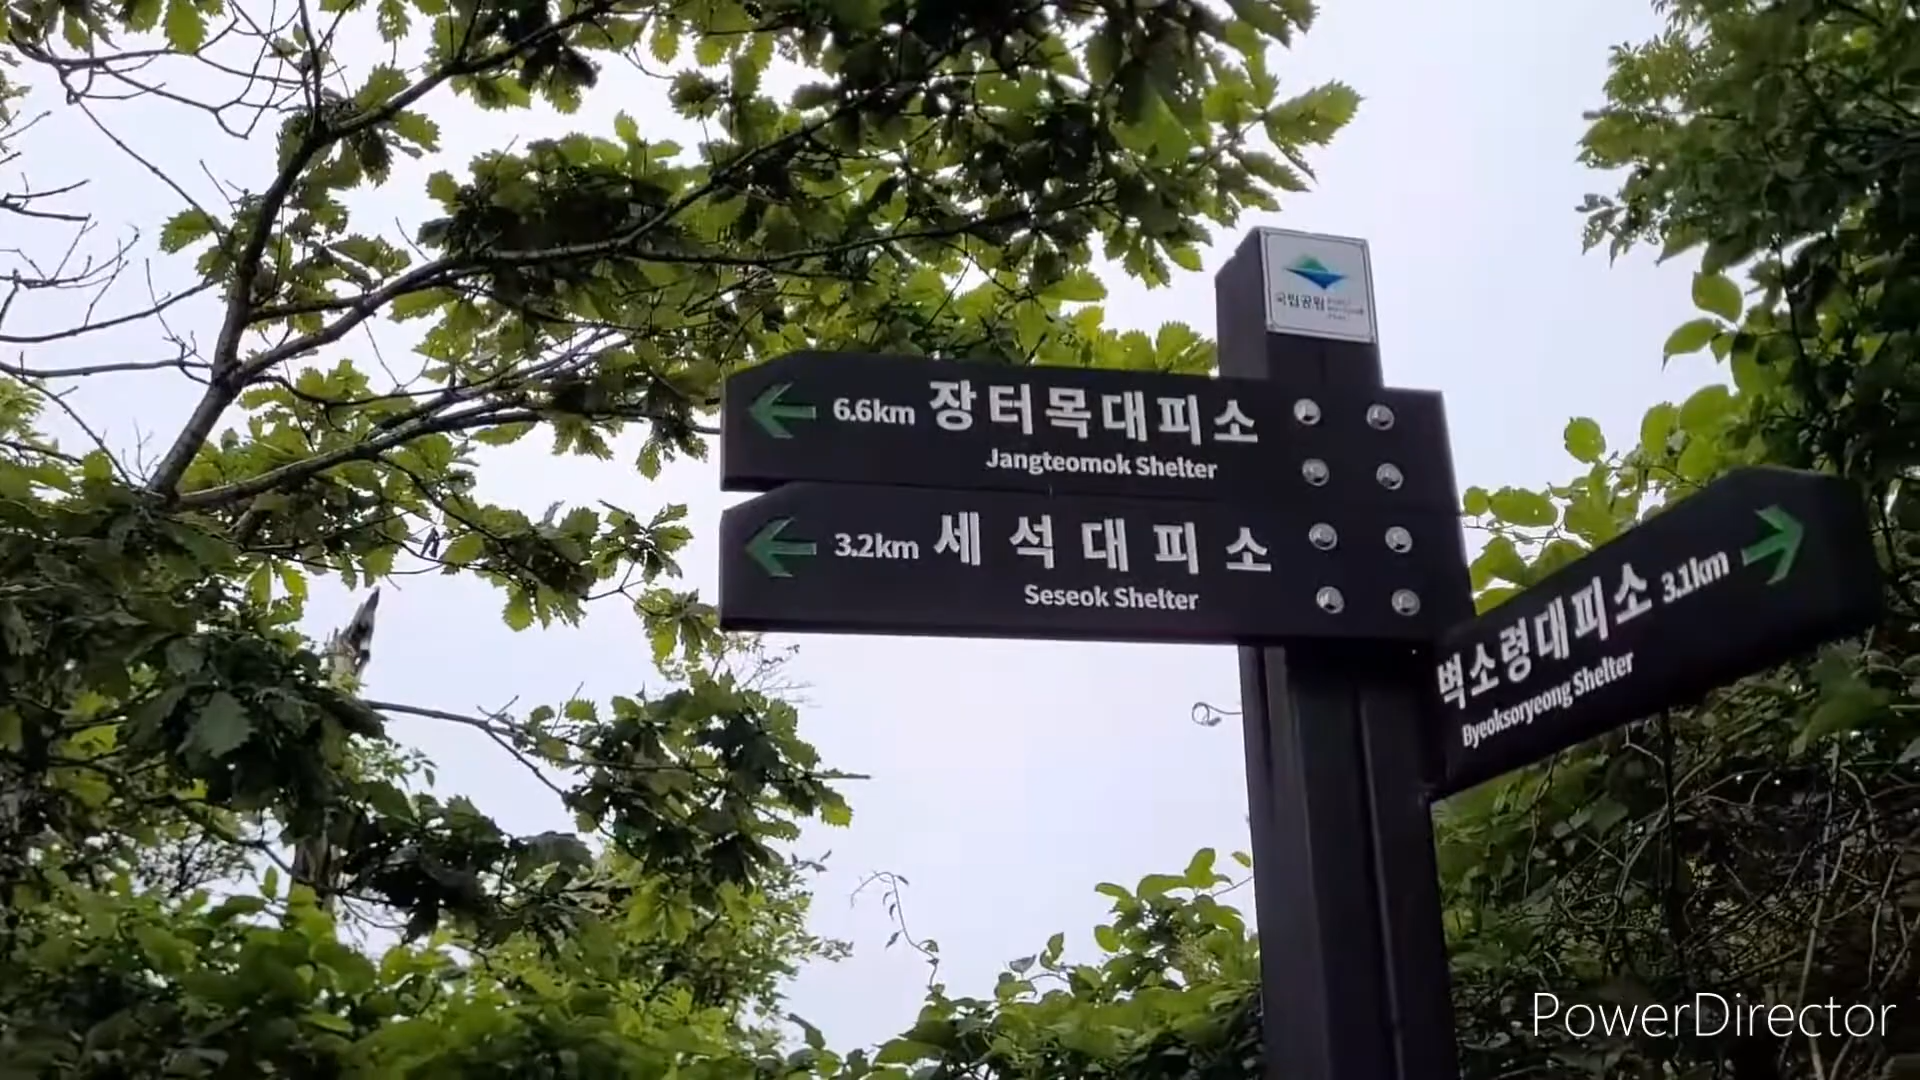 국립공원
6.6km 장터목대피소
Jangteomok Shelter
3.2km 세석대피소
Seseok Shelter
벽소령대피소 3.1km
Byeoksoryeong Shelter
PowerDirector